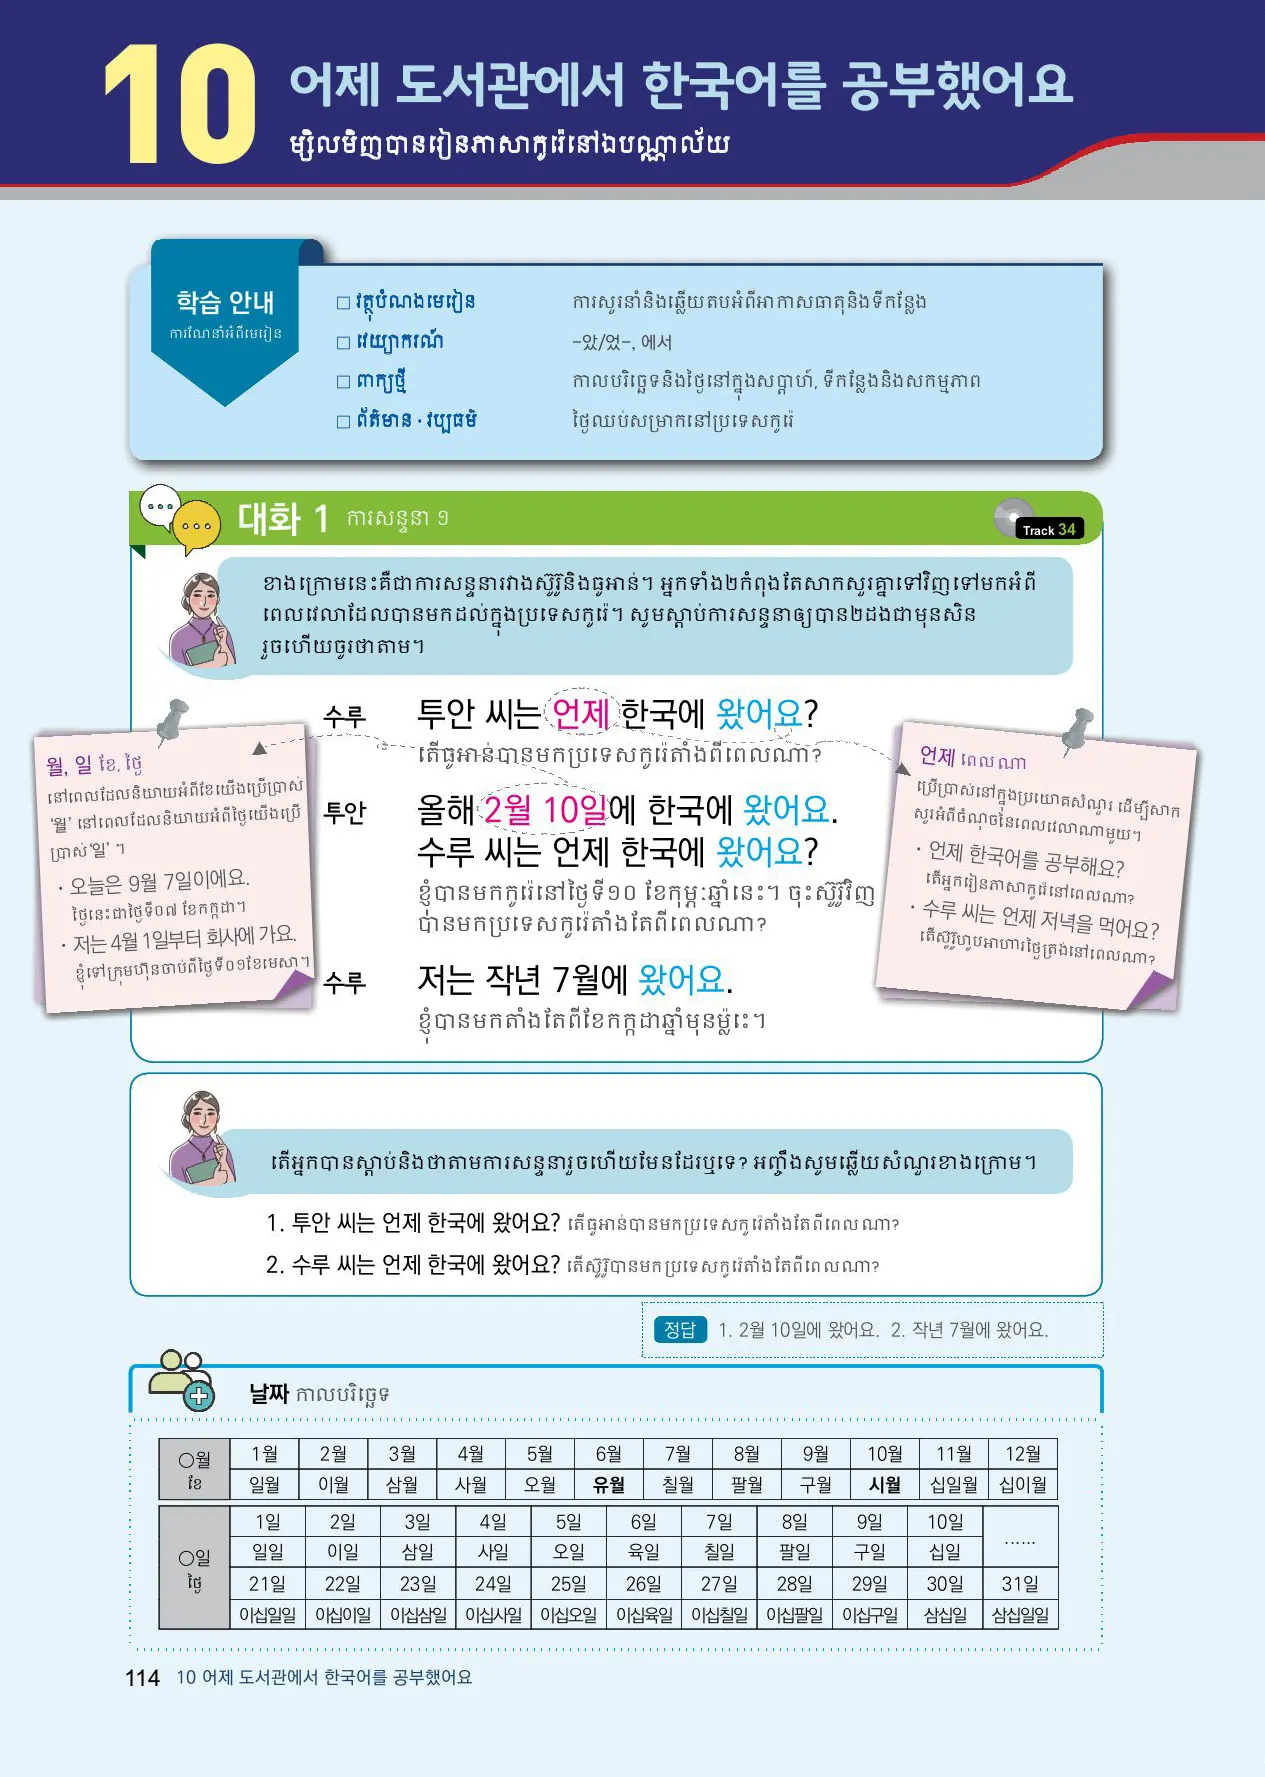 10
어제 도서관에서 한국어를 공부했어요
ម្សិលមិញបានរៀនភាសាកូរ៉េនៅឯបណ្ណាល័យ
학습 안내
ការណែនាំអំពីមេរៀន
□ វត្ថុបំណងមេរៀន ការសួរនាំនិងឆ្លើយតបអំពីអាកាសធាតុនិងទីកន្លែង
□ វេយ្យាករណ៍ -았/었-, 에서
□ ពាក្យថ្មី កាលបរិច្ឆេទនិងថ្ងៃនៅក្នុងសប្តាហ៍, ទីកន្លែងនិងសកម្មភាព
□ ព័ត៌មាន · វប្បធម៌ ថ្ងៃឈប់សម្រាកនៅប្រទេសកូរ៉េ
대화 1 ការសន្ទនា ១
Track 34
ខាងក្រោមនេះគឺជាការសន្ទនារវាងស៊ូរ៉ូនិងធូអាន់។ អ្នកទាំង២កំពុងតែសាកសួរគ្នាទៅវិញទៅមកអំពី
ពេលវេលាដែលបានមកដល់ក្នុងប្រទេសកូរ៉េ។ សូមស្តាប់ការសន្ទនាឲ្យបាន២ដងជាមុនសិន
រួចហើយចូរថាតាម។
수루 투안 씨는 언제 한국에 왔어요?
តើធូអាន់បានមកប្រទេសកូរ៉េតាំងពីពេលណា?
투안 올해 2월 10일에 한국에 왔어요.
수루 씨는 언제 한국에 왔어요?
ខ្ញុំបានមកកូរ៉េនៅថ្ងៃទី១០ ខែកុម្ភៈឆ្នាំនេះ។ ចុះស៊ូរ៉ូវិញ
បានមកប្រទេសកូរ៉េតាំងតែពីពេលណា?
수루 저는 작년 7월에 왔어요.
ខ្ញុំបានមកតាំងតែពីខែកក្កដាឆ្នាំមុនម៉្លេះ។
월, 일 ខែ, ថ្ងៃ
នៅពេលដែលនិយាយអំពីខែយើងប្រើប្រាស់
‘월’ នៅពេលដែលនិយាយអំពីថ្ងៃយើងប្រើ
ប្រាស់‘일’ ។
· 오늘은 9월 7일이에요.
ថ្ងៃនេះជាថ្ងៃទី០៧ ខែកក្កដា។
· 저는 4월 1일부터 회사에 가요.
ខ្ញុំទៅក្រុមហ៊ុនចាប់ពីថ្ងៃទី០១ខែមេសា។
언제 ពេលណា
ប្រើប្រាស់នៅក្នុងប្រយោគសំណួរ ដើម្បីសាក
សួរអំពីចំណុចនៃពេលវេលាណាមួយ។
· 언제 한국어를 공부해요?
តើអ្នករៀនភាសាកូរ៉េនៅពេលណា?
· 수루 씨는 언제 저녁을 먹어요?
តើស៊ូរ៉ូហូបអាហារថ្ងៃត្រង់នៅពេលណា?
តើអ្នកបានស្តាប់និងថាតាមការសន្ទនារួចហើយមែនដែរឬទេ? អញ្ចឹងសូមឆ្លើយសំណួរខាងក្រោម។
1. 투안 씨는 언제 한국에 왔어요? តើធូអាន់បានមកប្រទេសកូរ៉េតាំងតែពីពេលណា?
2. 수루 씨는 언제 한국에 왔어요? តើស៊ូរ៉ូបានមកប្រទេសកូរ៉េតាំងតែពីពេលណា?
정답 1. 2월 10일에 왔어요. 2. 작년 7월에 왔어요.
날짜 កាលបរិច្ឆេទ
○월 ខែ
1월 2월 3월 4월 5월 6월 7월 8월 9월 10월 11월 12월
일월 이월 삼월 사월 오월 유월 칠월 팔월 구월 시월 십일월 십이월
○일 ថ្ងៃ
1일 2일 3일 4일 5일 6일 7일 8일 9일 10일 ......
일일 이일 삼일 사일 오일 육일 칠일 팔일 구일 십일
21일 22일 23일 24일 25일 26일 27일 28일 29일 30일 31일
이십일일 이십이일 이십삼일 이십사일 이십오일 이십육일 이십칠일 이십팔일 이십구일 삼십일 삼십일일
114 10 어제 도서관에서 한국어를 공부했어요